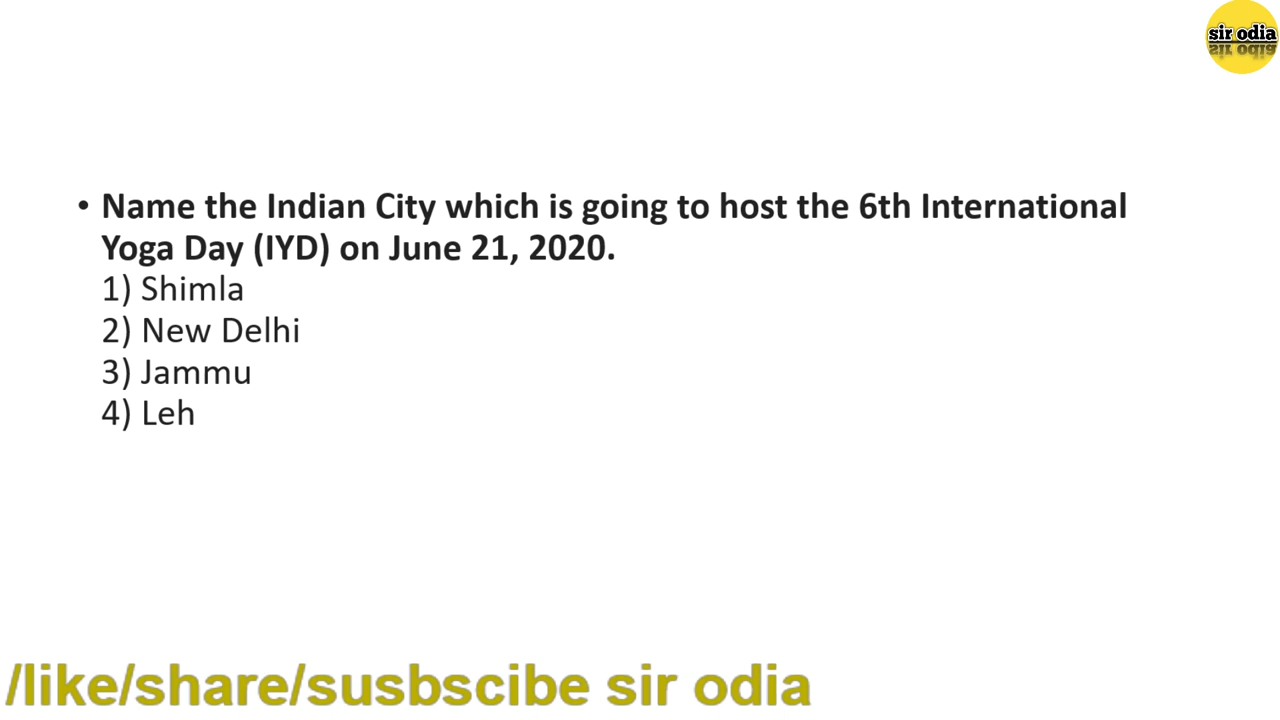 sir odia
• Name the Indian City which is going to host the 6th International
Yoga Day (IYD) on June 21, 2020.
1) Shimla
2) New Delhi
3) Jammu
4) Leh
/like/share/susbscibe sir odia